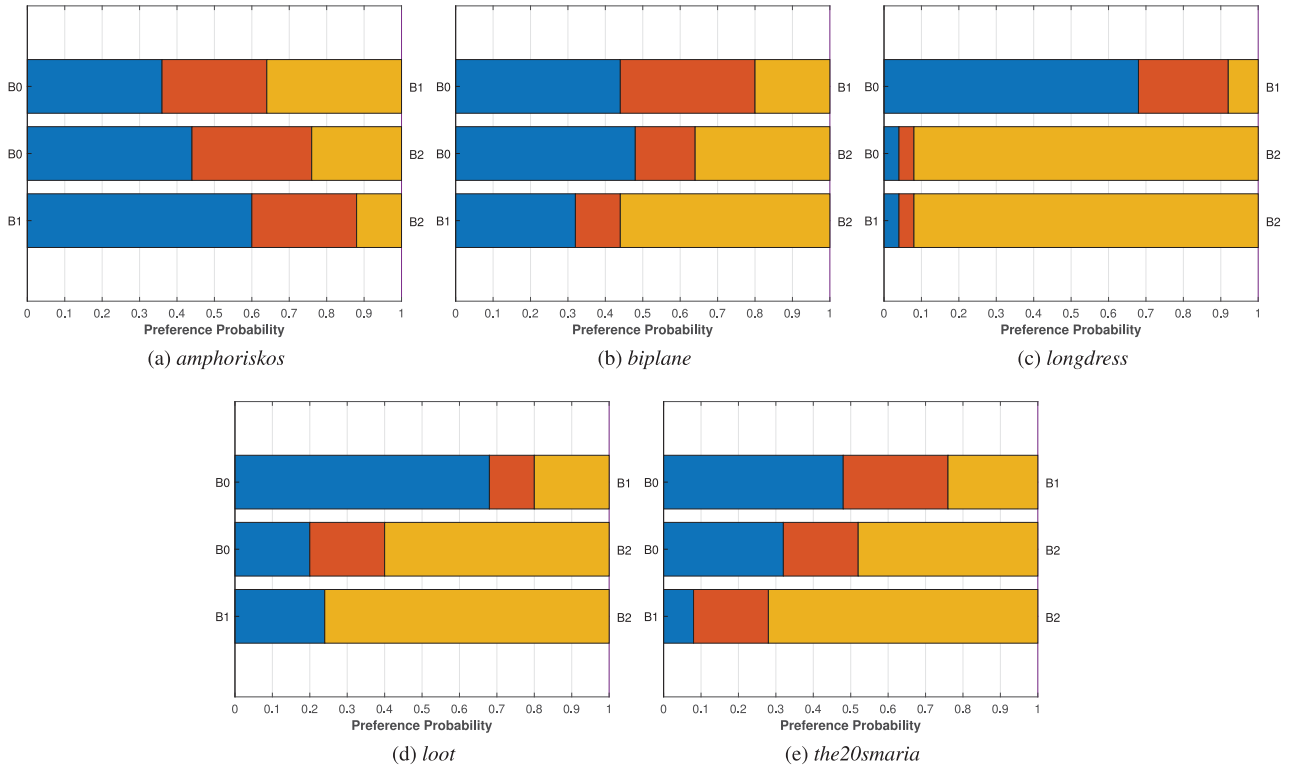 B0 B1
B0 B2
B1 B2
0 0.1 0.2 0.3 0.4 0.5 0.6 0.7 0.8 0.9 1
Preference Probability
(a) amphoriskos
B0 B1
B0 B2
B1 B2
0 0.1 0.2 0.3 0.4 0.5 0.6 0.7 0.8 0.9 1
Preference Probability
(b) biplane
B0 B1
B0 B2
B1 B2
0 0.1 0.2 0.3 0.4 0.5 0.6 0.7 0.8 0.9 1
Preference Probability
(c) longdress
B0 B1
B0 B2
B1 B2
0 0.1 0.2 0.3 0.4 0.5 0.6 0.7 0.8 0.9 1
Preference Probability
(d) loot
B0 B1
B0 B2
B1 B2
0 0.1 0.2 0.3 0.4 0.5 0.6 0.7 0.8 0.9 1
Preference Probability
(e) the20smaria